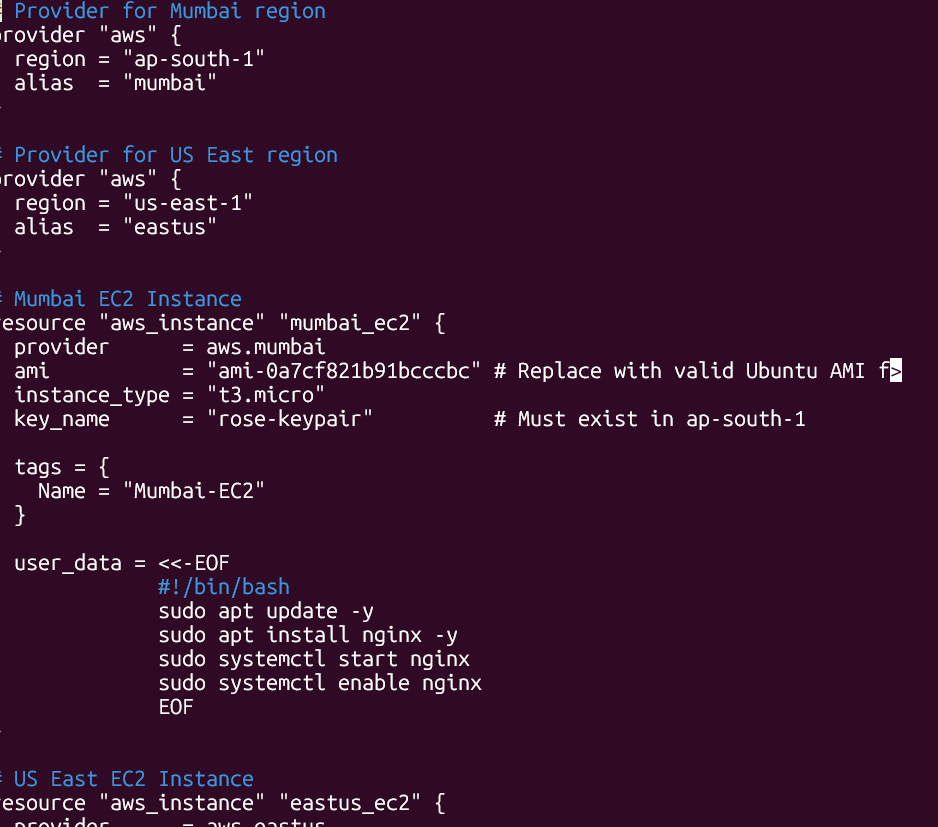 # Provider for Mumbai region
provider "aws" {
  region = "ap-south-1"
  alias  = "mumbai"
}

# Provider for US East region
provider "aws" {
  region = "us-east-1"
  alias  = "eastus"
}

# Mumbai EC2 Instance
resource "aws_instance" "mumbai_ec2" {
  provider      = aws.mumbai
  ami           = "ami-0a7cf821b91bcccbc" # Replace with valid Ubuntu AMI f>
  instance_type = "t3.micro"
  key_name      = "rose-keypair"          # Must exist in ap-south-1

  tags = {
    Name = "Mumbai-EC2"
  }

  user_data = <<-EOF
              #!/bin/bash
              sudo apt update -y
              sudo apt install nginx -y
              sudo systemctl start nginx
              sudo systemctl enable nginx
              EOF
}

# US East EC2 Instance
resource "aws_instance" "eastus_ec2" {
  provider      = aws.eastus